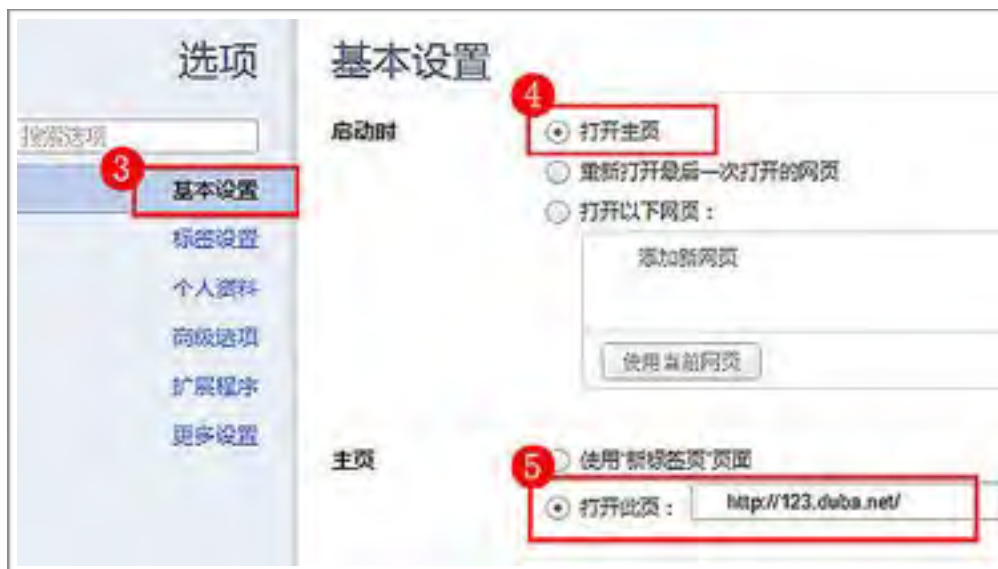 选项
搜索选项
3
基本设置
标签设置
个人资料
高级选项
扩展程序
更多设置
基本设置
启动时
4
打开主页
重新打开最后一次打开的网页
打开以下网页：
添加新网页
使用当前网页
主页
5
使用“新标签页”页面
打开此页： http://123.duba.net/